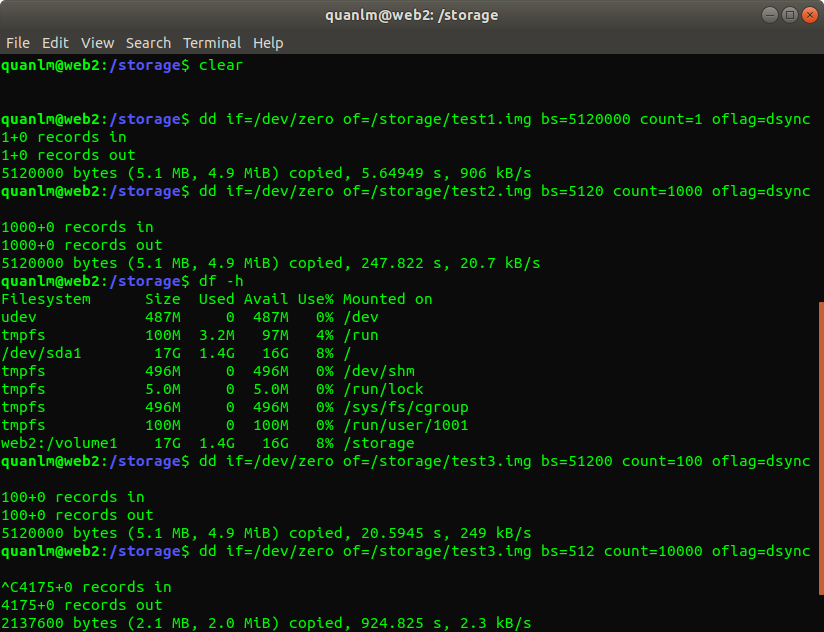 quanlm@web2: /storage
File Edit View Search Terminal Help
quanlm@web2:/storage$ clear
quanlm@web2:/storage$ dd if=/dev/zero of=/storage/test1.img bs=5120000 count=1 oflag=dsync
1+0 records in
1+0 records out
5120000 bytes (5.1 MB, 4.9 MiB) copied, 5.64949 s, 906 kB/s
quanlm@web2:/storage$ dd if=/dev/zero of=/storage/test2.img bs=5120 count=1000 oflag=dsync
1000+0 records in
1000+0 records out
5120000 bytes (5.1 MB, 4.9 MiB) copied, 247.822 s, 20.7 kB/s
quanlm@web2:/storage$ df -h
Filesystem      Size  Used Avail Use% Mounted on
udev            487M     0  487M   0% /dev
tmpfs           100M  3.2M   97M   4% /run
/dev/sda1        17G  1.4G   16G   8% /
tmpfs           496M     0  496M   0% /dev/shm
tmpfs           5.0M     0  5.0M   0% /run/lock
tmpfs           496M     0  496M   0% /sys/fs/cgroup
tmpfs           100M     0  100M   0% /run/user/1001
web2:/volume1    17G  1.4G   16G   8% /storage
quanlm@web2:/storage$ dd if=/dev/zero of=/storage/test3.img bs=51200 count=100 oflag=dsync
100+0 records in
100+0 records out
5120000 bytes (5.1 MB, 4.9 MiB) copied, 20.5945 s, 249 kB/s
quanlm@web2:/storage$ dd if=/dev/zero of=/storage/test3.img bs=512 count=10000 oflag=dsync
^C4175+0 records in
4175+0 records out
2137600 bytes (2.1 MB, 2.0 MiB) copied, 924.825 s, 2.3 kB/s